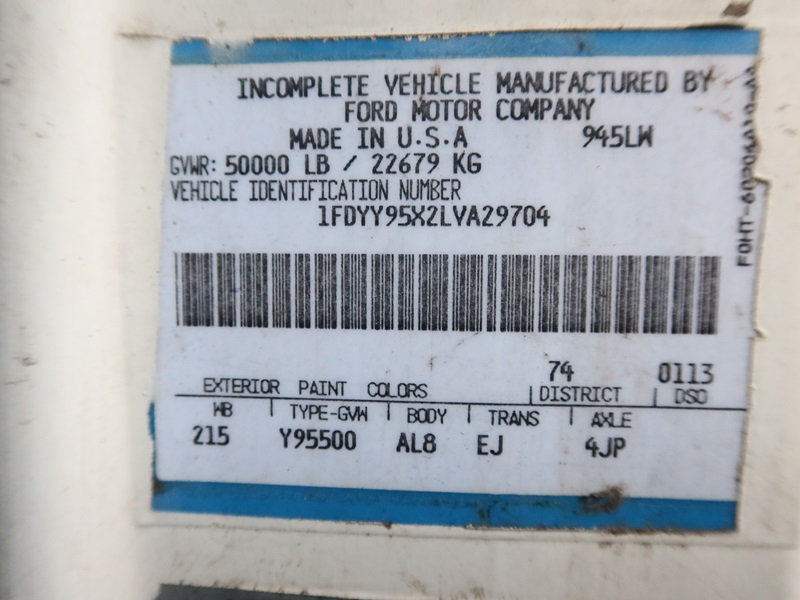 INCOMPLETE VEHICLE MANUFACTURED BY
FORD MOTOR COMPANY
MADE IN U.S.A 945LW
GVWR: 50000 LB / 22679 KG
VEHICLE IDENTIFICATION NUMBER
1FDYY95X2LVA29704
74 0113
EXTERIOR PAINT COLORS DISTRICT DSO
WB TYPE-GVW BODY TRANS AXLE
215 Y95500 AL8 EJ 4JP